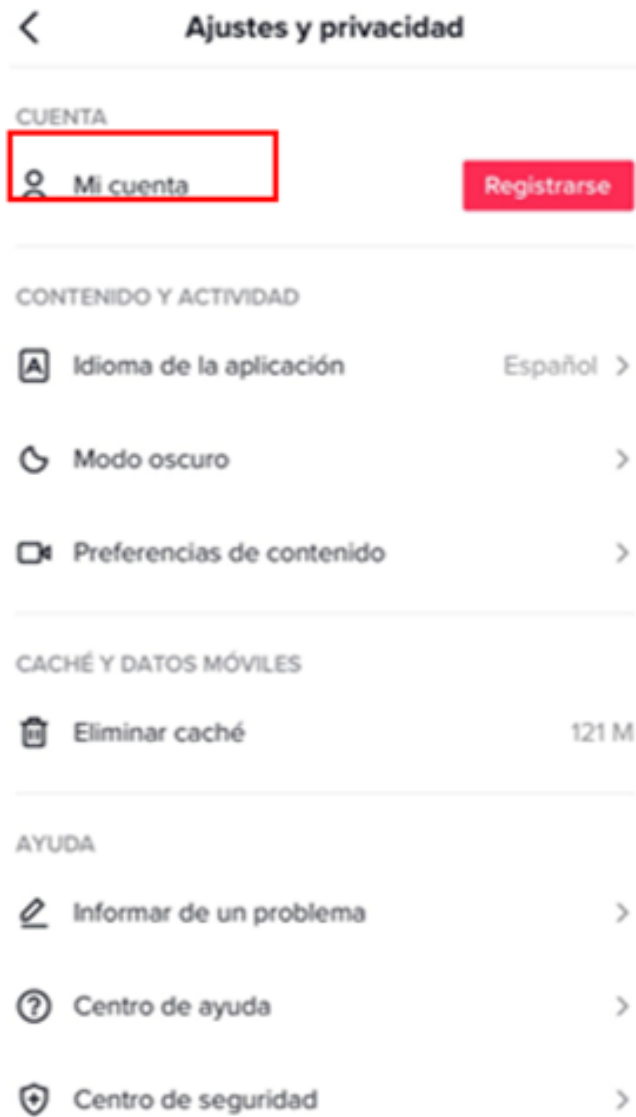 Ajustes y privacidad
CUENTA
Mi cuenta
Registrarse
CONTENIDO Y ACTIVIDAD
Idioma de la aplicación
Español
Modo oscuro
Preferencias de contenido
CACHÉ Y DATOS MÓVILES
Eliminar caché
121 M
AYUDA
Informar de un problema
Centro de ayuda
Centro de seguridad